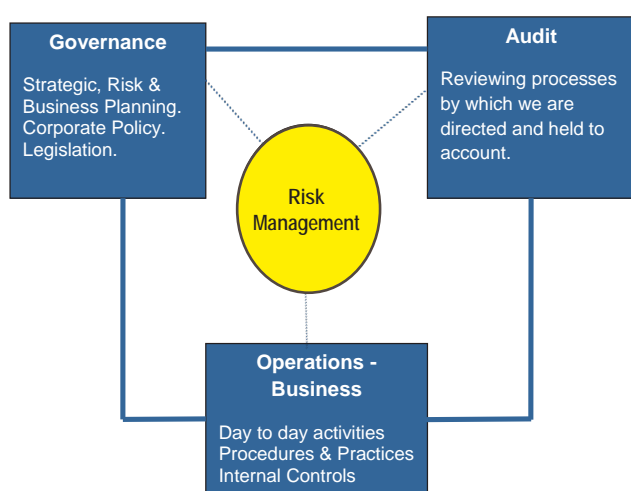 Governance
Strategic, Risk &
Business Planning.
Corporate Policy.
Legislation.
Audit
Reviewing processes
by which we are
directed and held to
account.
Risk
Management
Operations -
Business
Day to day activities
Procedures & Practices
Internal Controls